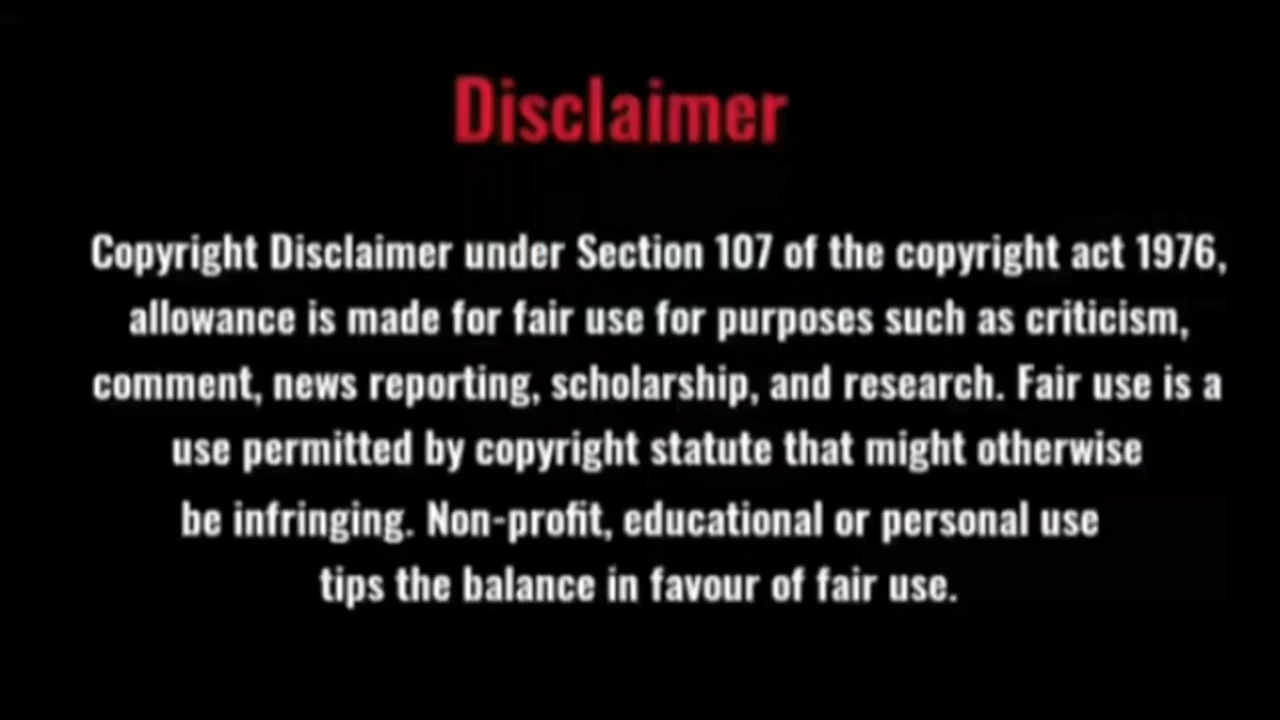 Disclaimer
Copyright Disclaimer under Section 107 of the copyright act 1976,
allowance is made for fair use for purposes such as criticism,
comment, news reporting, scholarship, and research. Fair use is a
use permitted by copyright statute that might otherwise
be infringing. Non-profit, educational or personal use
tips the balance in favour of fair use.